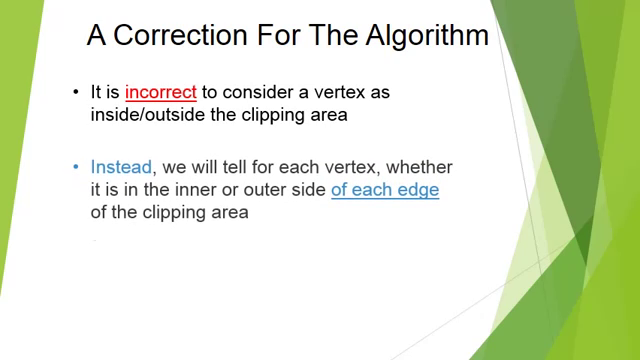 A Correction For The Algorithm
• It is incorrect to consider a vertex as
inside/outside the clipping area
• Instead, we will tell for each vertex, whether
it is in the inner or outer side of each edge
of the clipping area